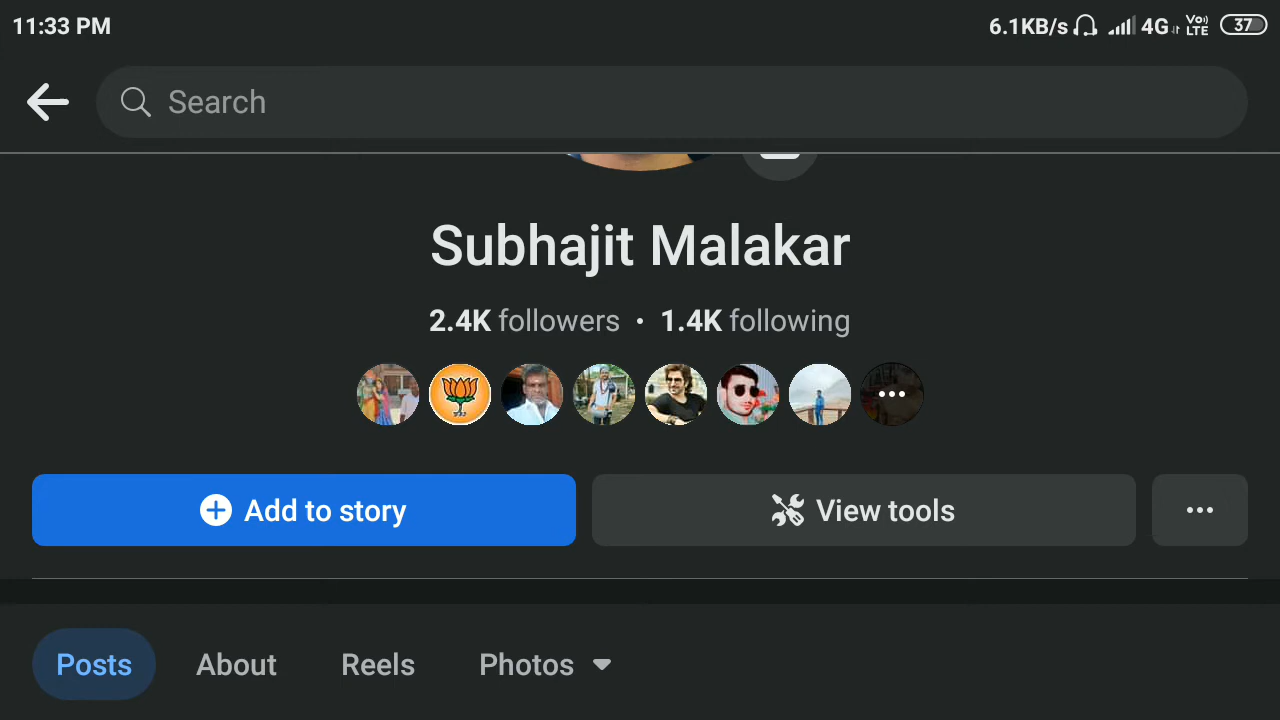 11:33 PM 6.1KB/s 4G Vo) LTE 37
Search
Subhajit Malakar
2.4K followers • 1.4K following
Add to story View tools
Posts About Reels Photos